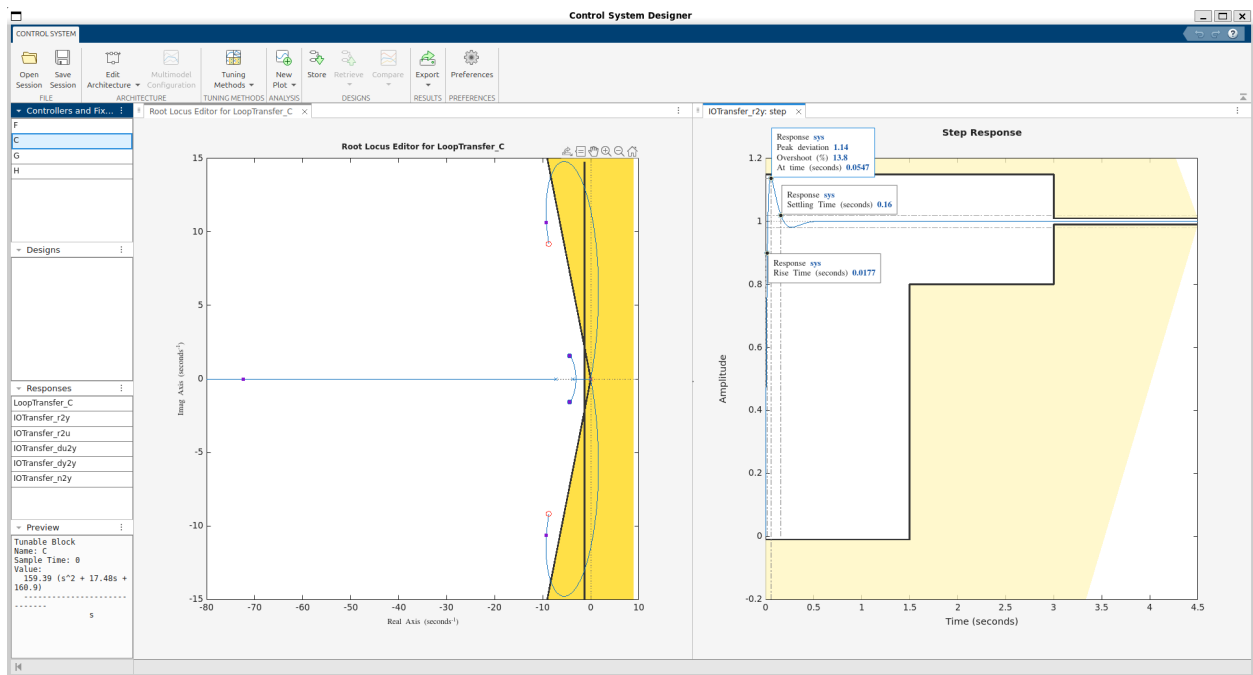 Control System Designer
CONTROL SYSTEM
?
Open Session
Save Session
Edit Architecture
Multimodel Configuration
Tuning Methods
New Plot
Store
Retrieve
Compare
Export
Preferences
FILE
ARCHITECTURE
TUNING METHODS
ANALYSIS
DESIGNS
RESULTS
PREFERENCES
Controllers and Fix...
F
C
G
H
Designs
Responses
LoopTransfer_C
IOTransfer_r2y
IOTransfer_r2u
IOTransfer_du2y
IOTransfer_dy2y
IOTransfer_n2y
Preview
Tunable Block
Name: C
Sample Time: 0
Value:
159.39 (s^2 + 17.48s +
160.9)
-----------------------
-------
s
Root Locus Editor for LoopTransfer_C ×
Root Locus Editor for LoopTransfer_C
15
10
5
0
-5
-10
-15
-80 -70 -60 -50 -40 -30 -20 -10 0 10
Imag Axis (seconds⁻¹)
Real Axis (seconds⁻¹)
IOTransfer_r2y: step ×
Step Response
Response sys
Peak deviation 1.14
Overshoot (%) 13.8
At time (seconds) 0.0547
Response sys
Settling Time (seconds) 0.16
Response sys
Rise Time (seconds) 0.0177
1.2
1
0.8
0.6
0.4
0.2
0
-0.2
0 0.5 1 1.5 2 2.5 3 3.5 4 4.5
Amplitude
Time (seconds)